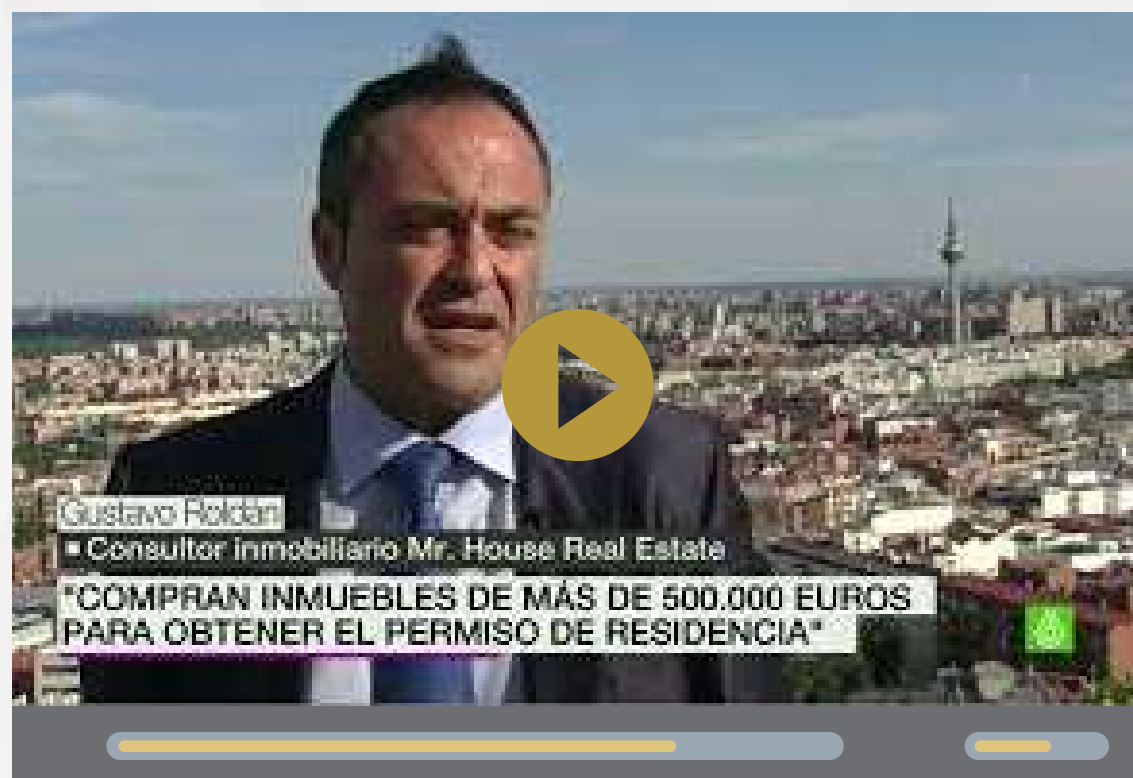 Gustavo Roldán
▪ Consultor inmobiliario Mr. House Real Estate
"COMPRAN INMUEBLES DE MÁS DE 500.000 EUROS
PARA OBTENER EL PERMISO DE RESIDENCIA"